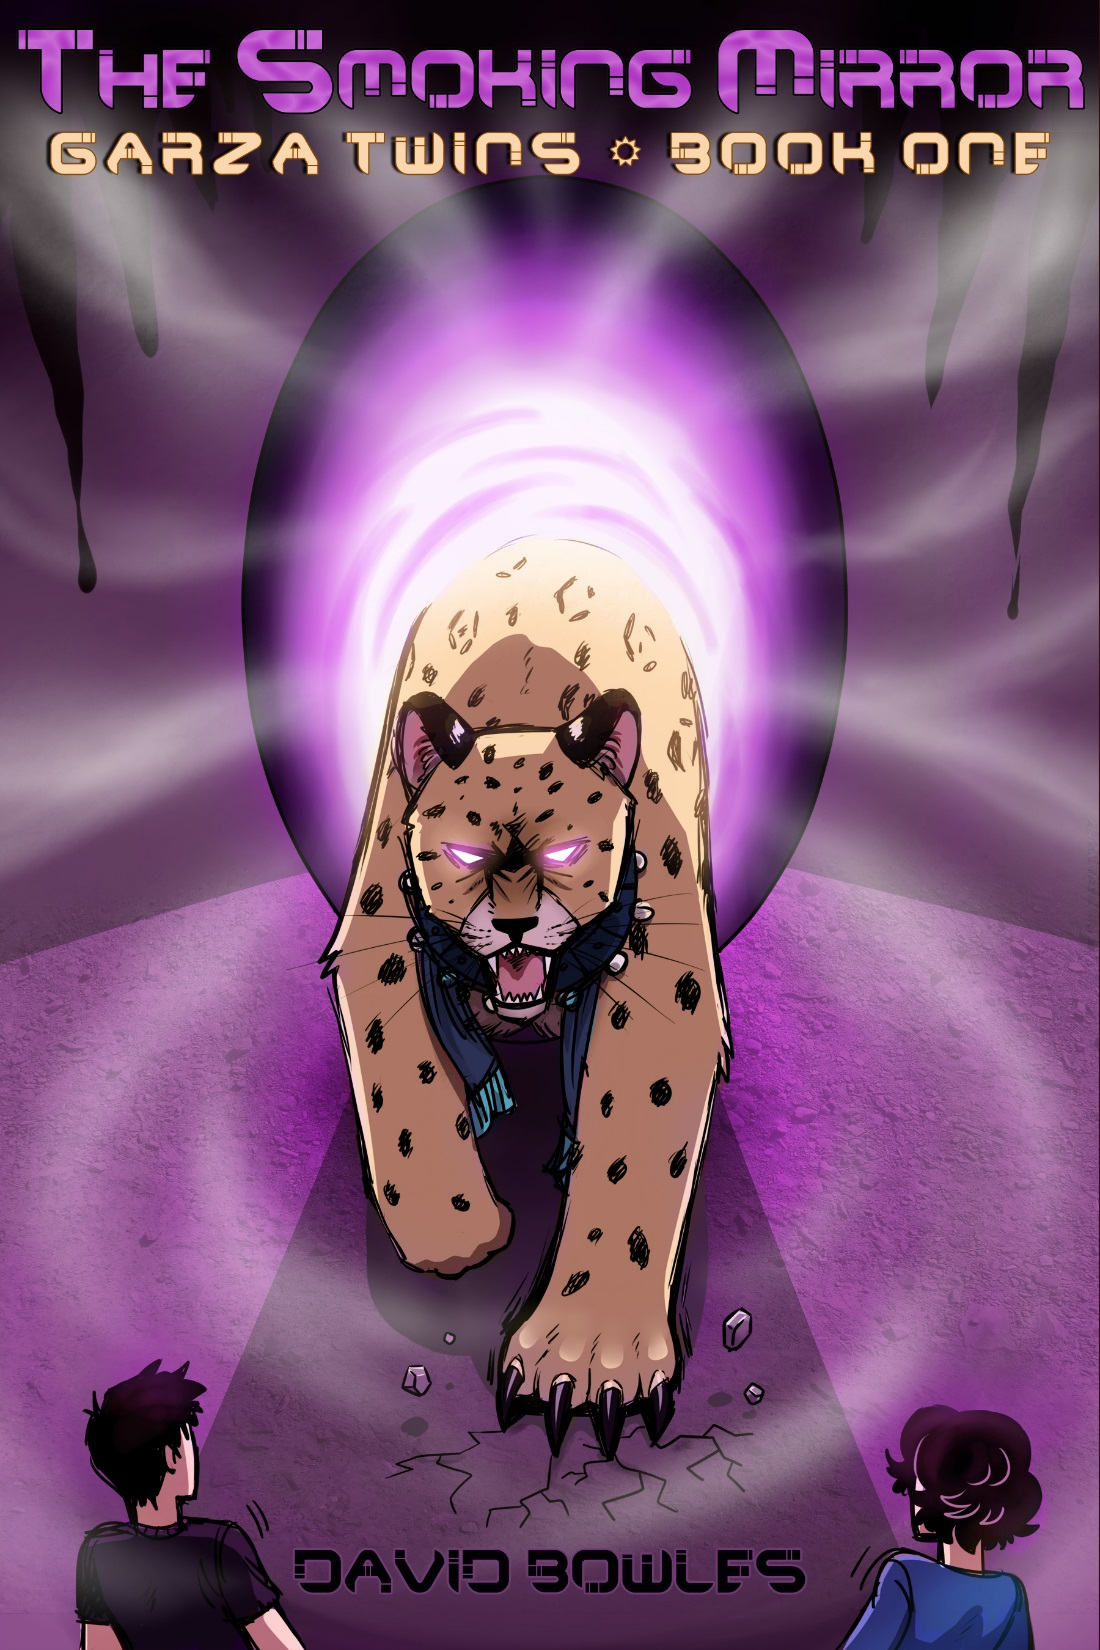 The Smoking Mirror
GARZA TWINS BOOK ONE
DAVID BOWLES